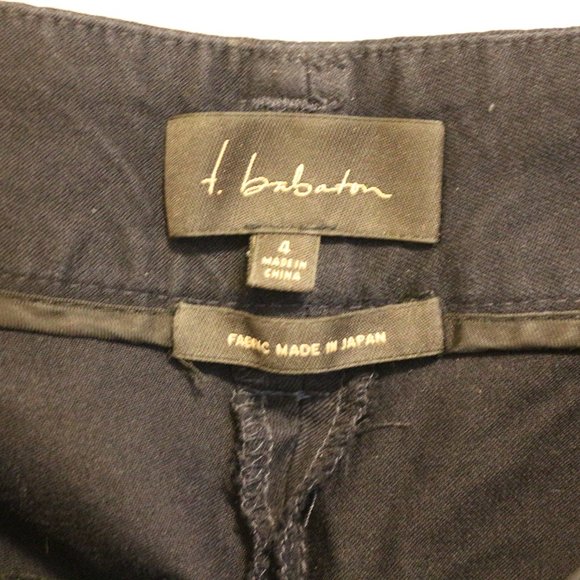 t. babaton
4
MADE IN
CHINA
FABRIC MADE IN JAPAN